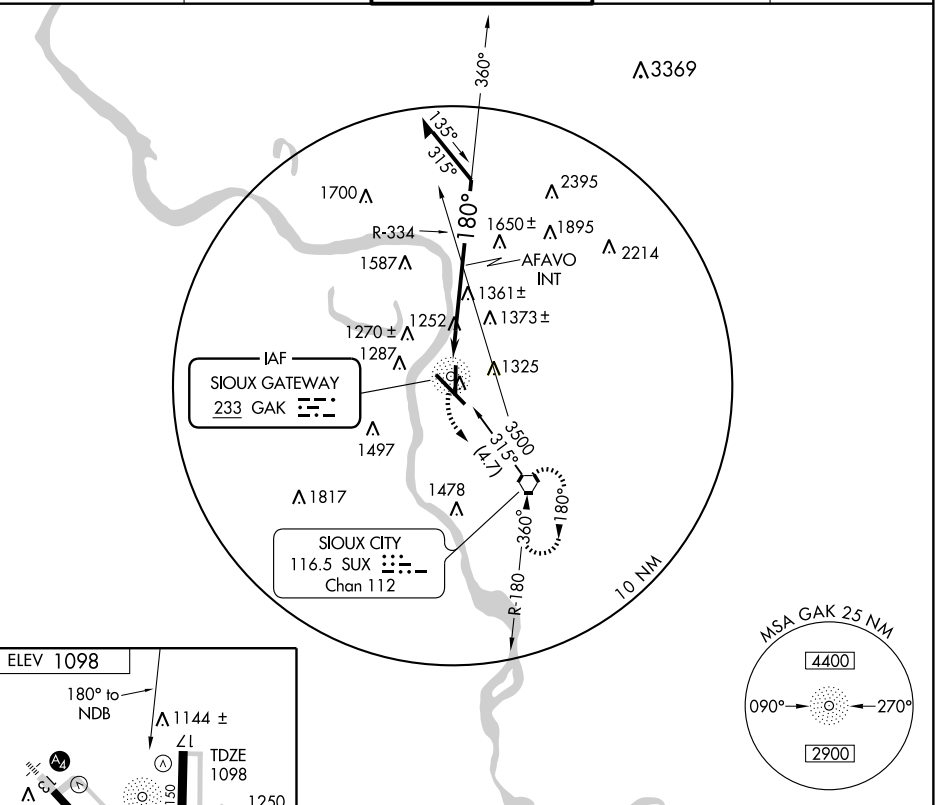 360°
3369
135°
315°
180°
1700
2395
R-334
1650 ±
1895
2214
1587
AFAVO
INT
1361 ±
1373 ±
1252
1270 ±
1287
1325
IAF
SIOUX GATEWAY
233 GAK
3500
315°
(4.7)
1497
1817
1478
360°
180°
SIOUX CITY
116.5 SUX
Chan 112
R-180
10 NM
MSA GAK 25 NM
4400
090°
270°
2900
ELEV 1098
180° to
NDB
1144 ±
17
TDZE
1098
A4
13
150
1250